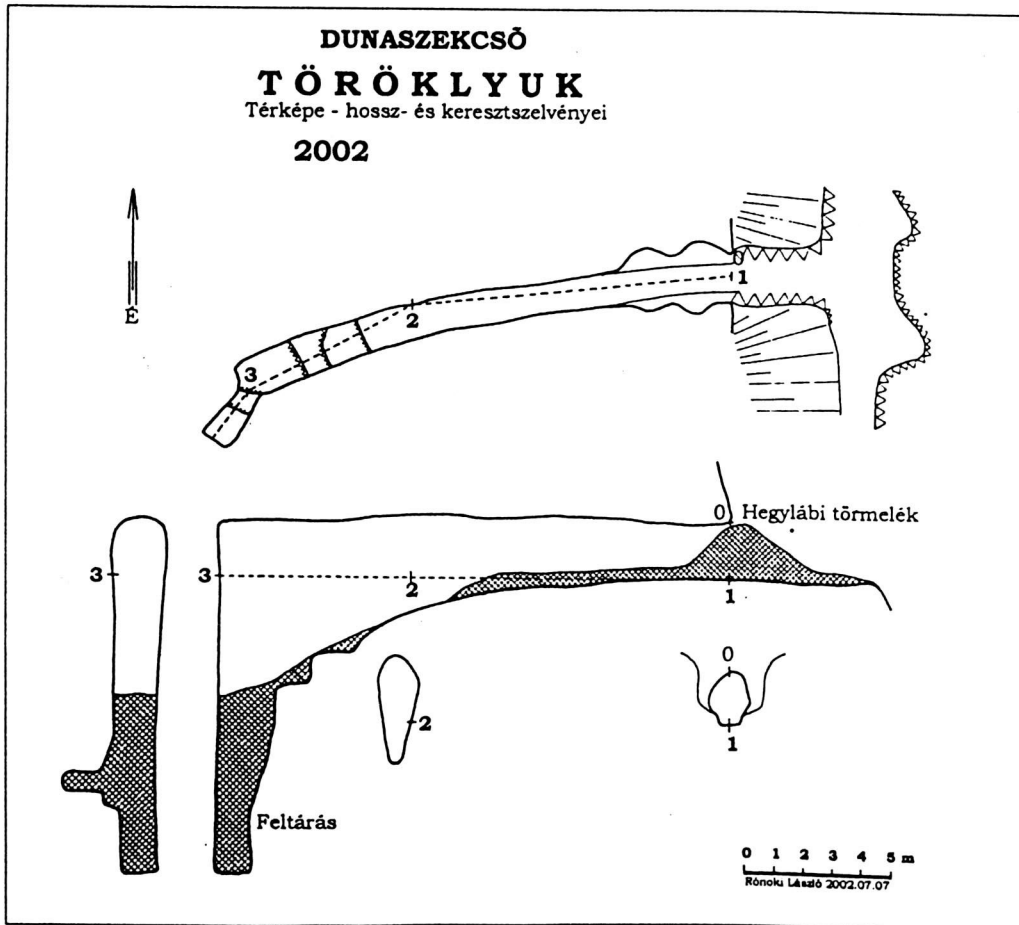 DUNASZEKCSŐ
TÖRÖKLYUK
Térképe - hossz- és keresztszelvényei
2002
É
0
1
2
3
0 Hegylábi törmelék
3
3
2
1
0
2
1
Feltárás
0 1 2 3 4 5 m
Rónoki László 2002.07.07